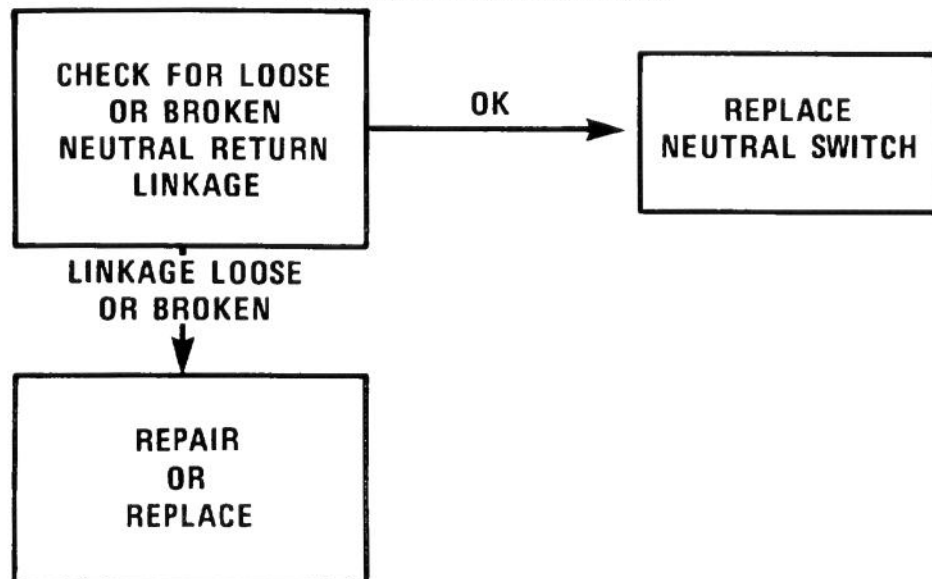 CHECK FOR LOOSE
OR BROKEN
NEUTRAL RETURN
LINKAGE
OK
REPLACE
NEUTRAL SWITCH
LINKAGE LOOSE
OR BROKEN
REPAIR
OR
REPLACE